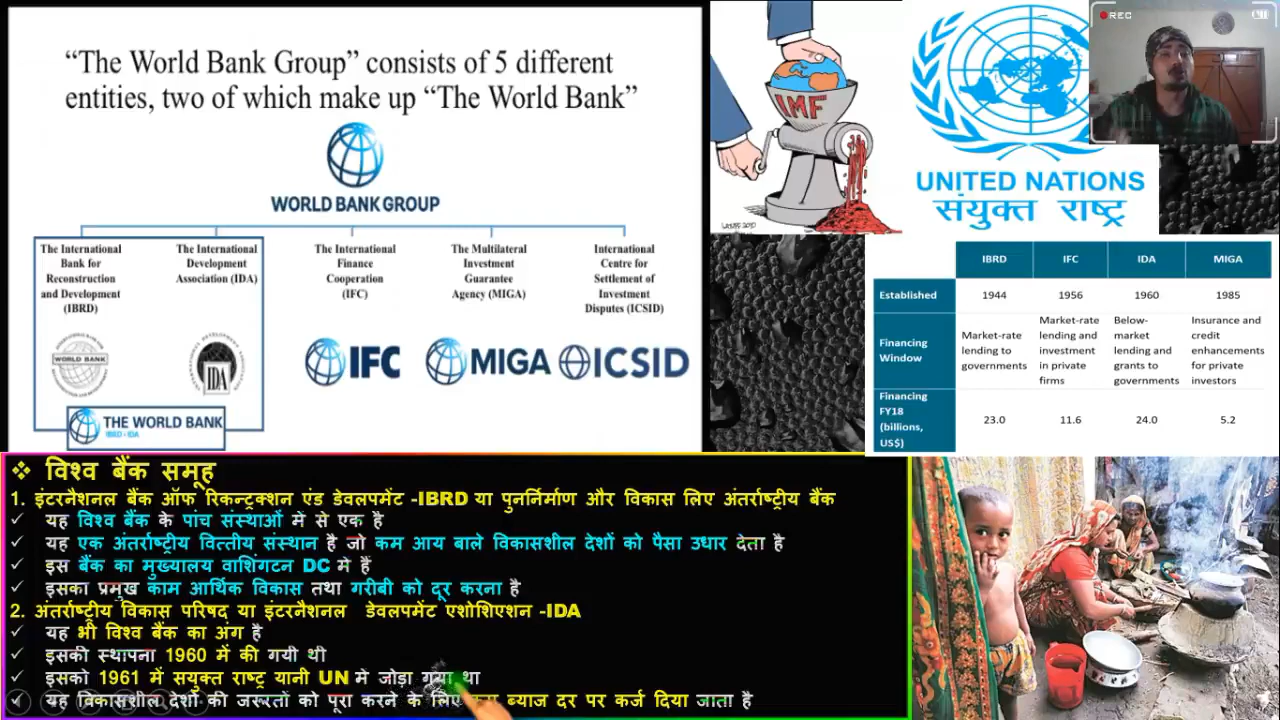 “The World Bank Group” consists of 5 different
entities, two of which make up “The World Bank”
WORLD BANK GROUP
The International
Bank for
Reconstruction
and Development
(IBRD)
The International
Development
Association (IDA)
The International
Finance
Cooperation
(IFC)
The Multilateral
Investment
Guarantee
Agency (MIGA)
International
Centre for
Settlement of
Investment
Disputes (ICSID)
WORLD BANK
IDA
IFC
MIGA
ICSID
THE WORLD BANK
IBRD • IDA
IMF
UNITED NATIONS
संयुक्त राष्ट्र
REC
IBRD IFC IDA MIGA
Established 1944 1956 1960 1985
Financing
Window
Market-rate
lending to
governments
Market-rate
lending and
investment
in private
firms
Below-
market
lending and
grants to
governments
Insurance and
credit
enhancements
for private
investors
Financing
FY18
(billions,
US$)
23.0 11.6 24.0 5.2
❖ विश्व बैंक समूह
1. इंटरनैशनल बैंक ऑफ रिकन्ट्रक्शन एंड डेवलपमेंट -IBRD या पुनर्निर्माण और विकास लिए अंतर्राष्ट्रीय बैंक
✓ यह विश्व बैंक के पांच संस्थाओं में से एक है
✓ यह एक अंतर्राष्ट्रीय वित्तीय संस्थान है जो कम आय बाले विकासशील देशों को पैसा उधार देता है
✓ इस बैंक का मुख्यालय वाशिंगटन DC मे हैं
✓ इसका प्रमुख काम आर्थिक विकास तथा गरीबी को दूर करना है
2. अंतर्राष्ट्रीय विकास परिषद या इंटरनैशनल डेवलपमेंट एशोशिएशन -IDA
✓ यह भी विश्व बैंक का अंग है
✓ इसकी स्थापना 1960 में की गयी थी
✓ इसको 1961 में सयुक्त राष्ट्र यानी UN मे जोड़ा गया था
यह विकासशील देशों की जरूरतों को पूरा करने के लिए कम ब्याज दर पर कर्ज दिया जाता है